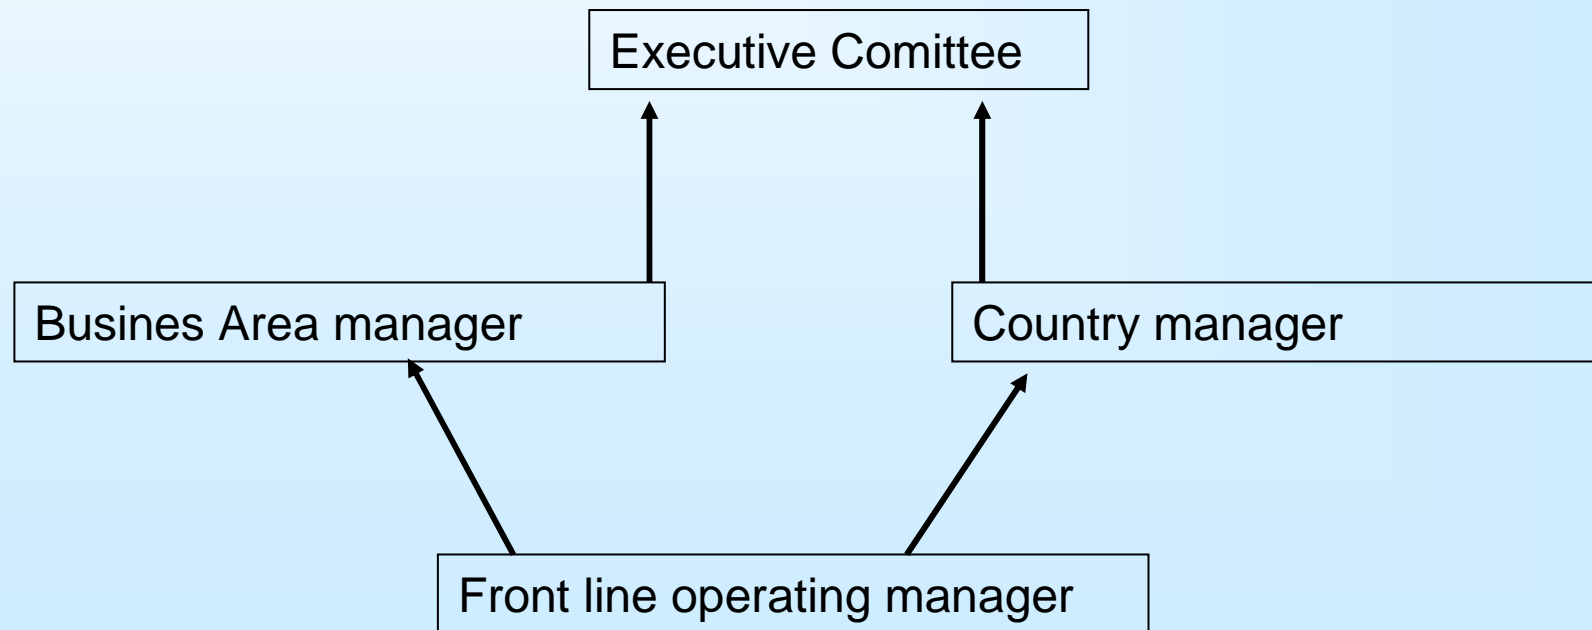 Executive Comittee
Busines Area manager
Country manager
Front line operating manager